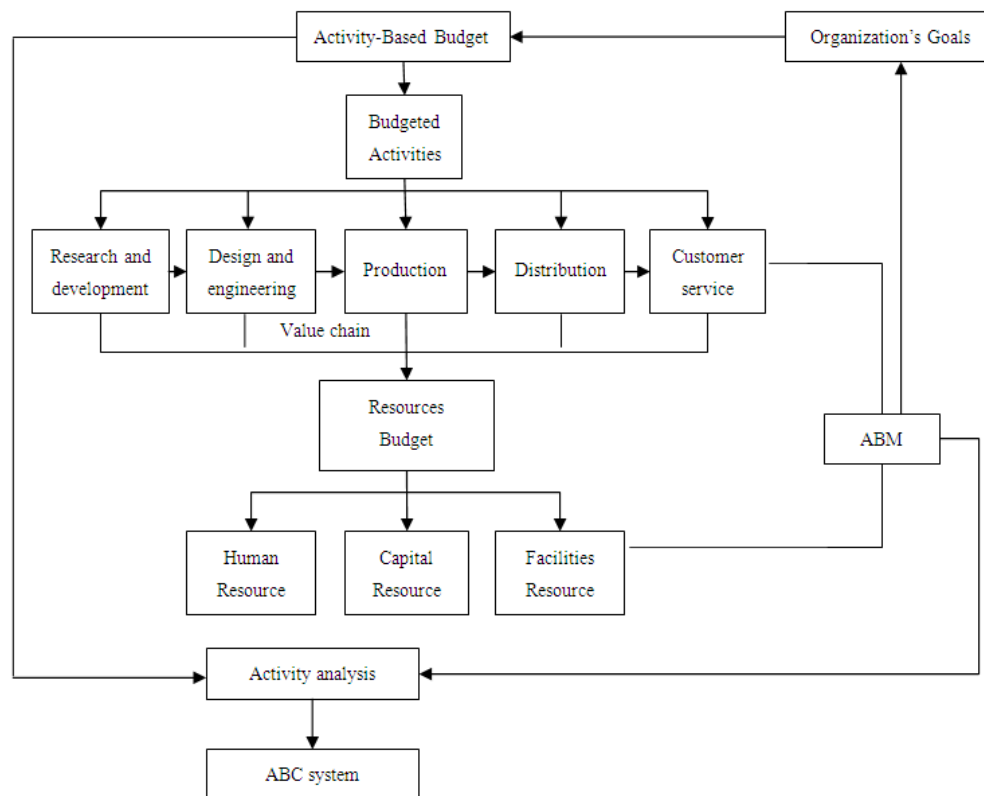 Activity-Based Budget
Organization's Goals
Budgeted
Activities
Research and
development
Design and
engineering
Production
Distribution
Customer
service
Value chain
Resources
Budget
ABM
Human
Resource
Capital
Resource
Facilities
Resource
Activity analysis
ABC system